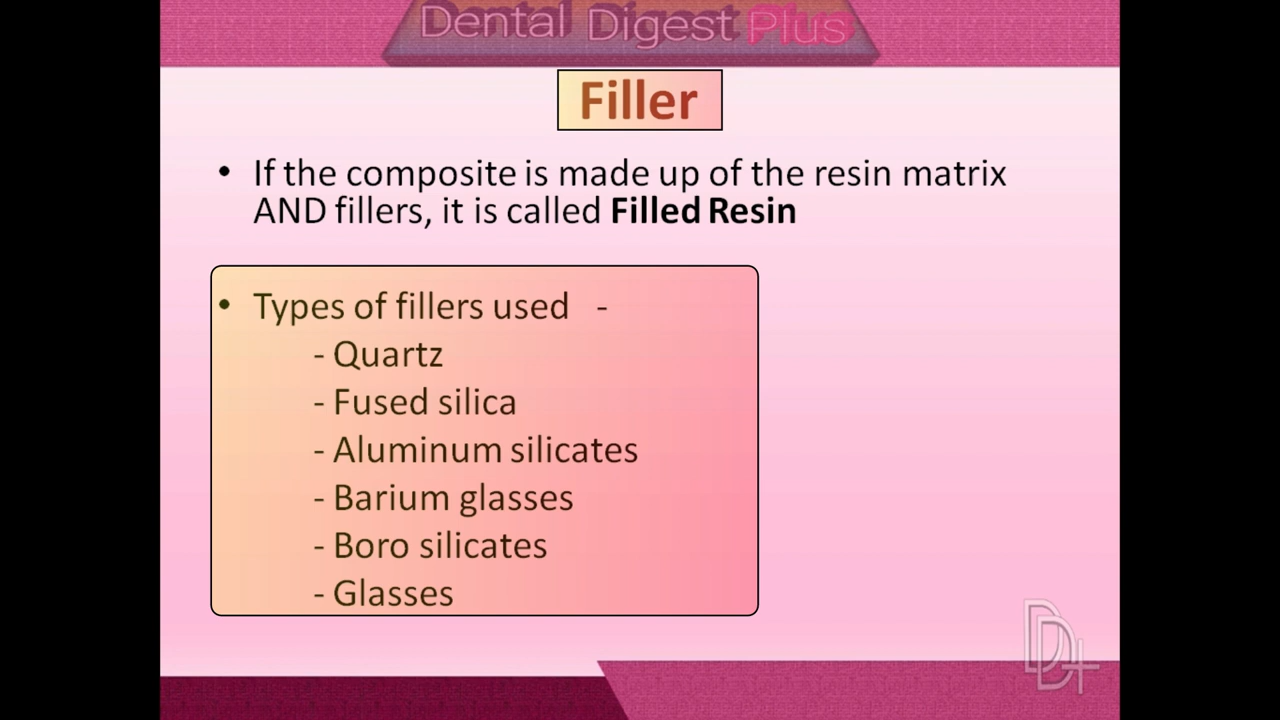 Dental Digest Plus
Filler
• If the composite is made up of the resin matrix
AND fillers, it is called Filled Resin
• Types of fillers used -
- Quartz
- Fused silica
- Aluminum silicates
- Barium glasses
- Boro silicates
- Glasses
DD+